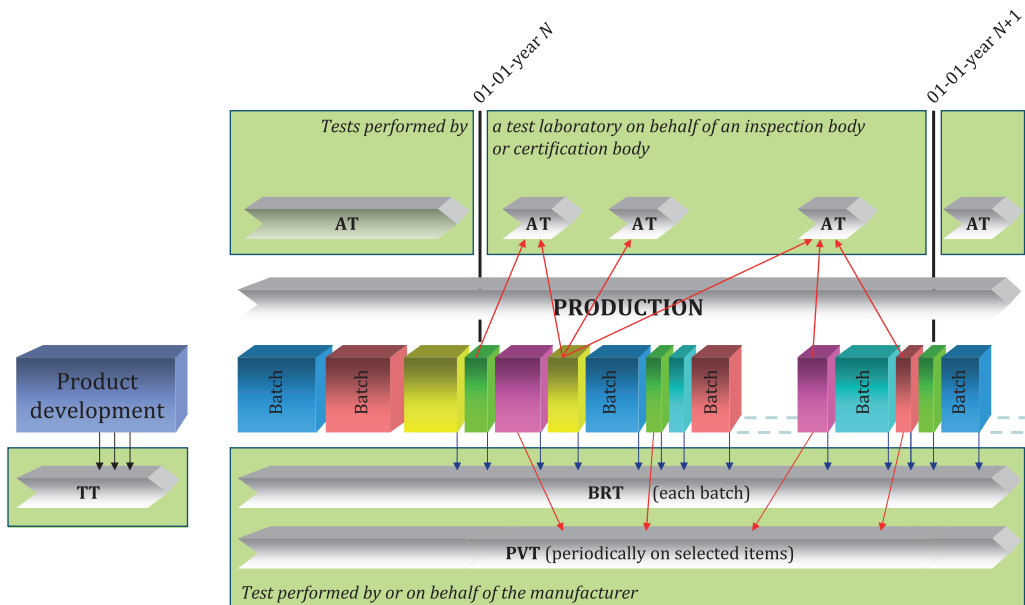 01-01-year N
01-01-year N+1
Tests performed by
a test laboratory on behalf of an inspection body
or certification body
AT
AT
AT
AT
AT
PRODUCTION
Product
development
Batch
Batch
Batch
Batch
Batch
Batch
TT
BRT (each batch)
PVT (periodically on selected items)
Test performed by or on behalf of the manufacturer